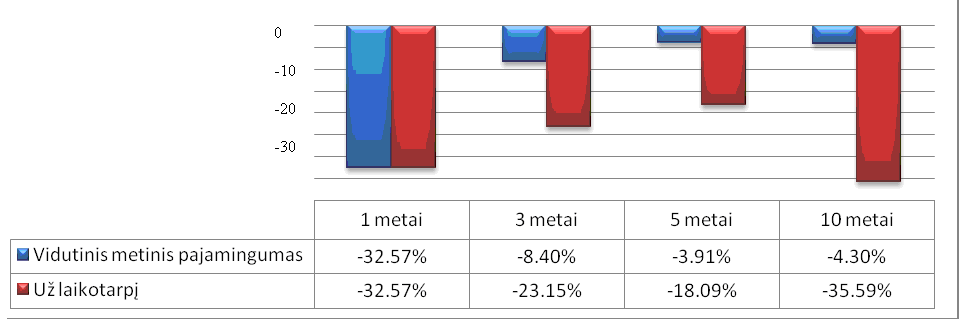 0
-10
-20
-30
1 metai 3 metai 5 metai 10 metai
Vidutinis metinis pajamingumas -32.57% -8.40% -3.91% -4.30%
Už laikotarpį -32.57% -23.15% -18.09% -35.59%